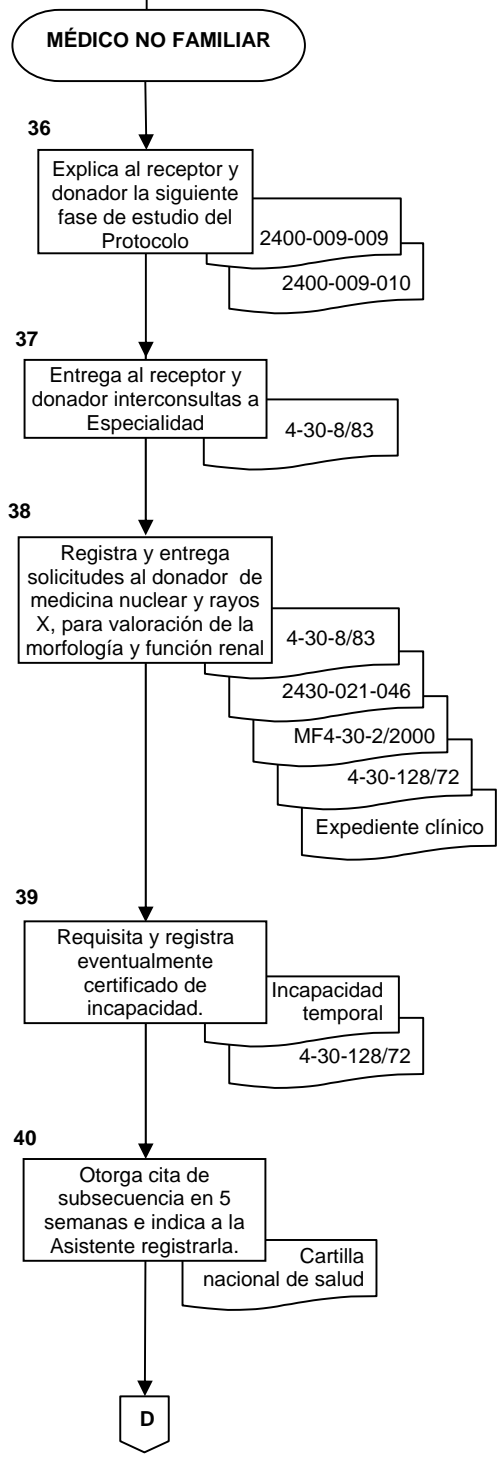 MÉDICO NO FAMILIAR
36
Explica al receptor y
donador la siguiente
fase de estudio del
Protocolo
2400-009-009
2400-009-010
37
Entrega al receptor y
donador interconsultas a
Especialidad
4-30-8/83
38
Registra y entrega
solicitudes al donador de
medicina nuclear y rayos
X, para valoración de la
morfología y función renal
4-30-8/83
2430-021-046
MF4-30-2/2000
4-30-128/72
Expediente clínico
39
Requisita y registra
eventualmente
certificado de
incapacidad.
Incapacidad
temporal
4-30-128/72
40
Otorga cita de
subsecuencia en 5
semanas e indica a la
Asistente registrarla.
Cartilla
nacional de salud
D